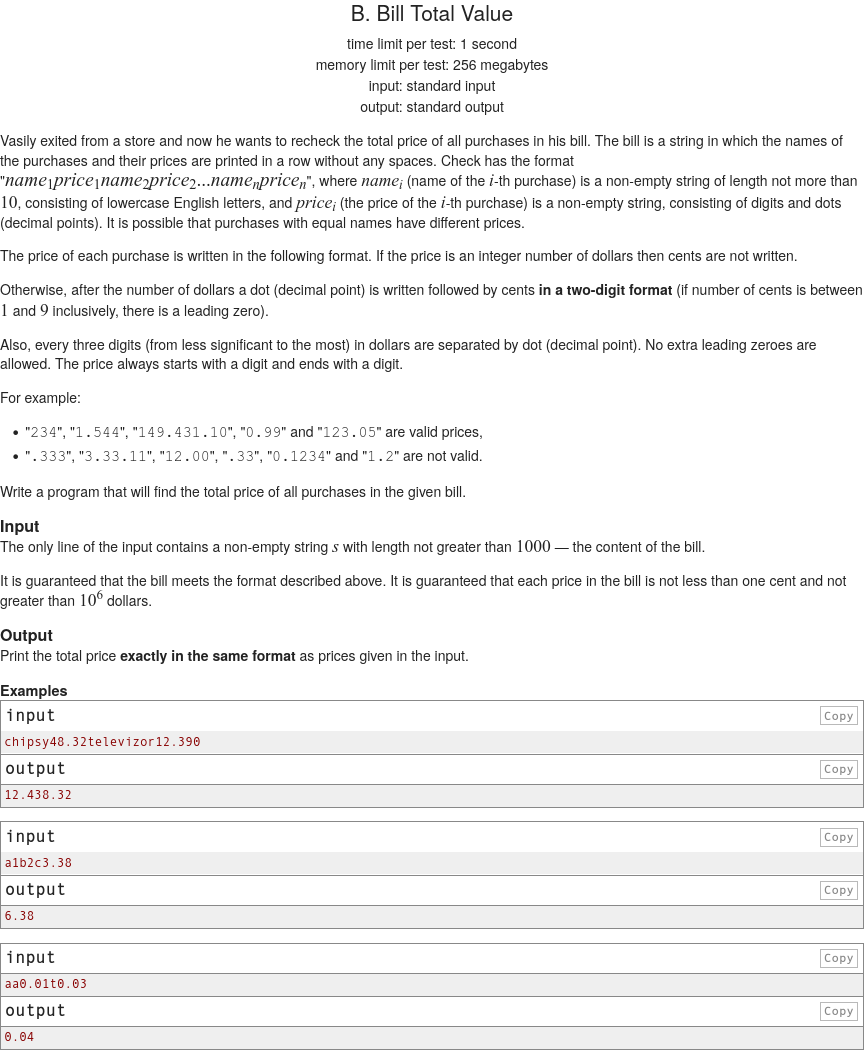 B. Bill Total Value
time limit per test: 1 second
memory limit per test: 256 megabytes
input: standard input
output: standard output
Vasily exited from a store and now he wants to recheck the total price of all purchases in his bill. The bill is a string in which the names of
the purchases and their prices are printed in a row without any spaces. Check has the format
"name₁price₁name₂price₂...nameₙpriceₙ", where nameᵢ (name of the i-th purchase) is a non-empty string of length not more than
10, consisting of lowercase English letters, and priceᵢ (the price of the i-th purchase) is a non-empty string, consisting of digits and dots
(decimal points). It is possible that purchases with equal names have different prices.
The price of each purchase is written in the following format. If the price is an integer number of dollars then cents are not written.
Otherwise, after the number of dollars a dot (decimal point) is written followed by cents in a two-digit format (if number of cents is between
1 and 9 inclusively, there is a leading zero).
Also, every three digits (from less significant to the most) in dollars are separated by dot (decimal point). No extra leading zeroes are
allowed. The price always starts with a digit and ends with a digit.
For example:
• "234", "1.544", "149.431.10", "0.99" and "123.05" are valid prices,
• ".333", "3.33.11", "12.00", ".33", "0.1234" and "1.2" are not valid.
Write a program that will find the total price of all purchases in the given bill.
Input
The only line of the input contains a non-empty string s with length not greater than 1000 — the content of the bill.
It is guaranteed that the bill meets the format described above. It is guaranteed that each price in the bill is not less than one cent and not
greater than 10⁶ dollars.
Output
Print the total price exactly in the same format as prices given in the input.
Examples
input Copy
chipsy48.32televizor12.390
output Copy
12.438.32
input Copy
a1b2c3.38
output Copy
6.38
input Copy
aa0.01t0.03
output Copy
0.04